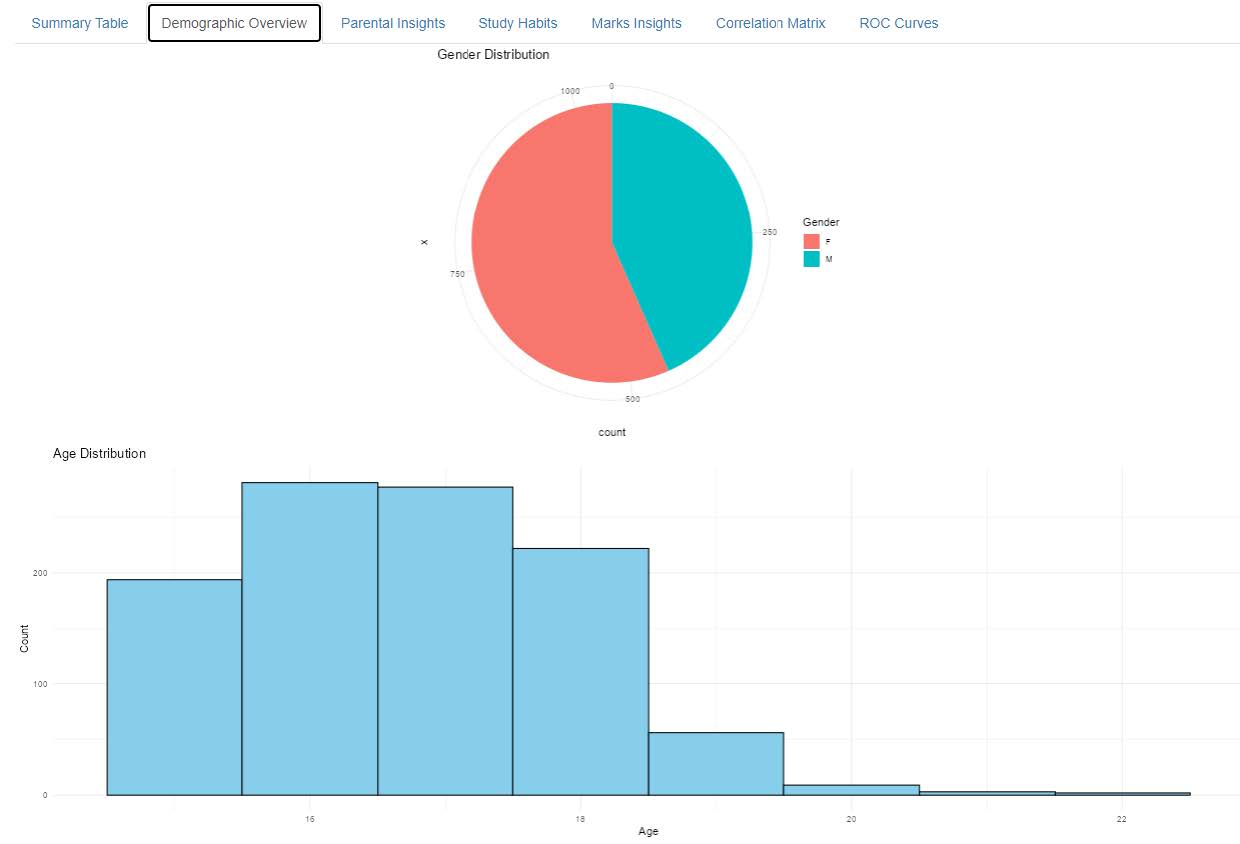 Summary Table Demographic Overview Parental Insights Study Habits Marks Insights Correlation Matrix ROC Curves
Gender Distribution
1000 0
250
750
500
x
count
Gender
F
M
Age Distribution
200
100
0
Count
16 18 20 22
Age